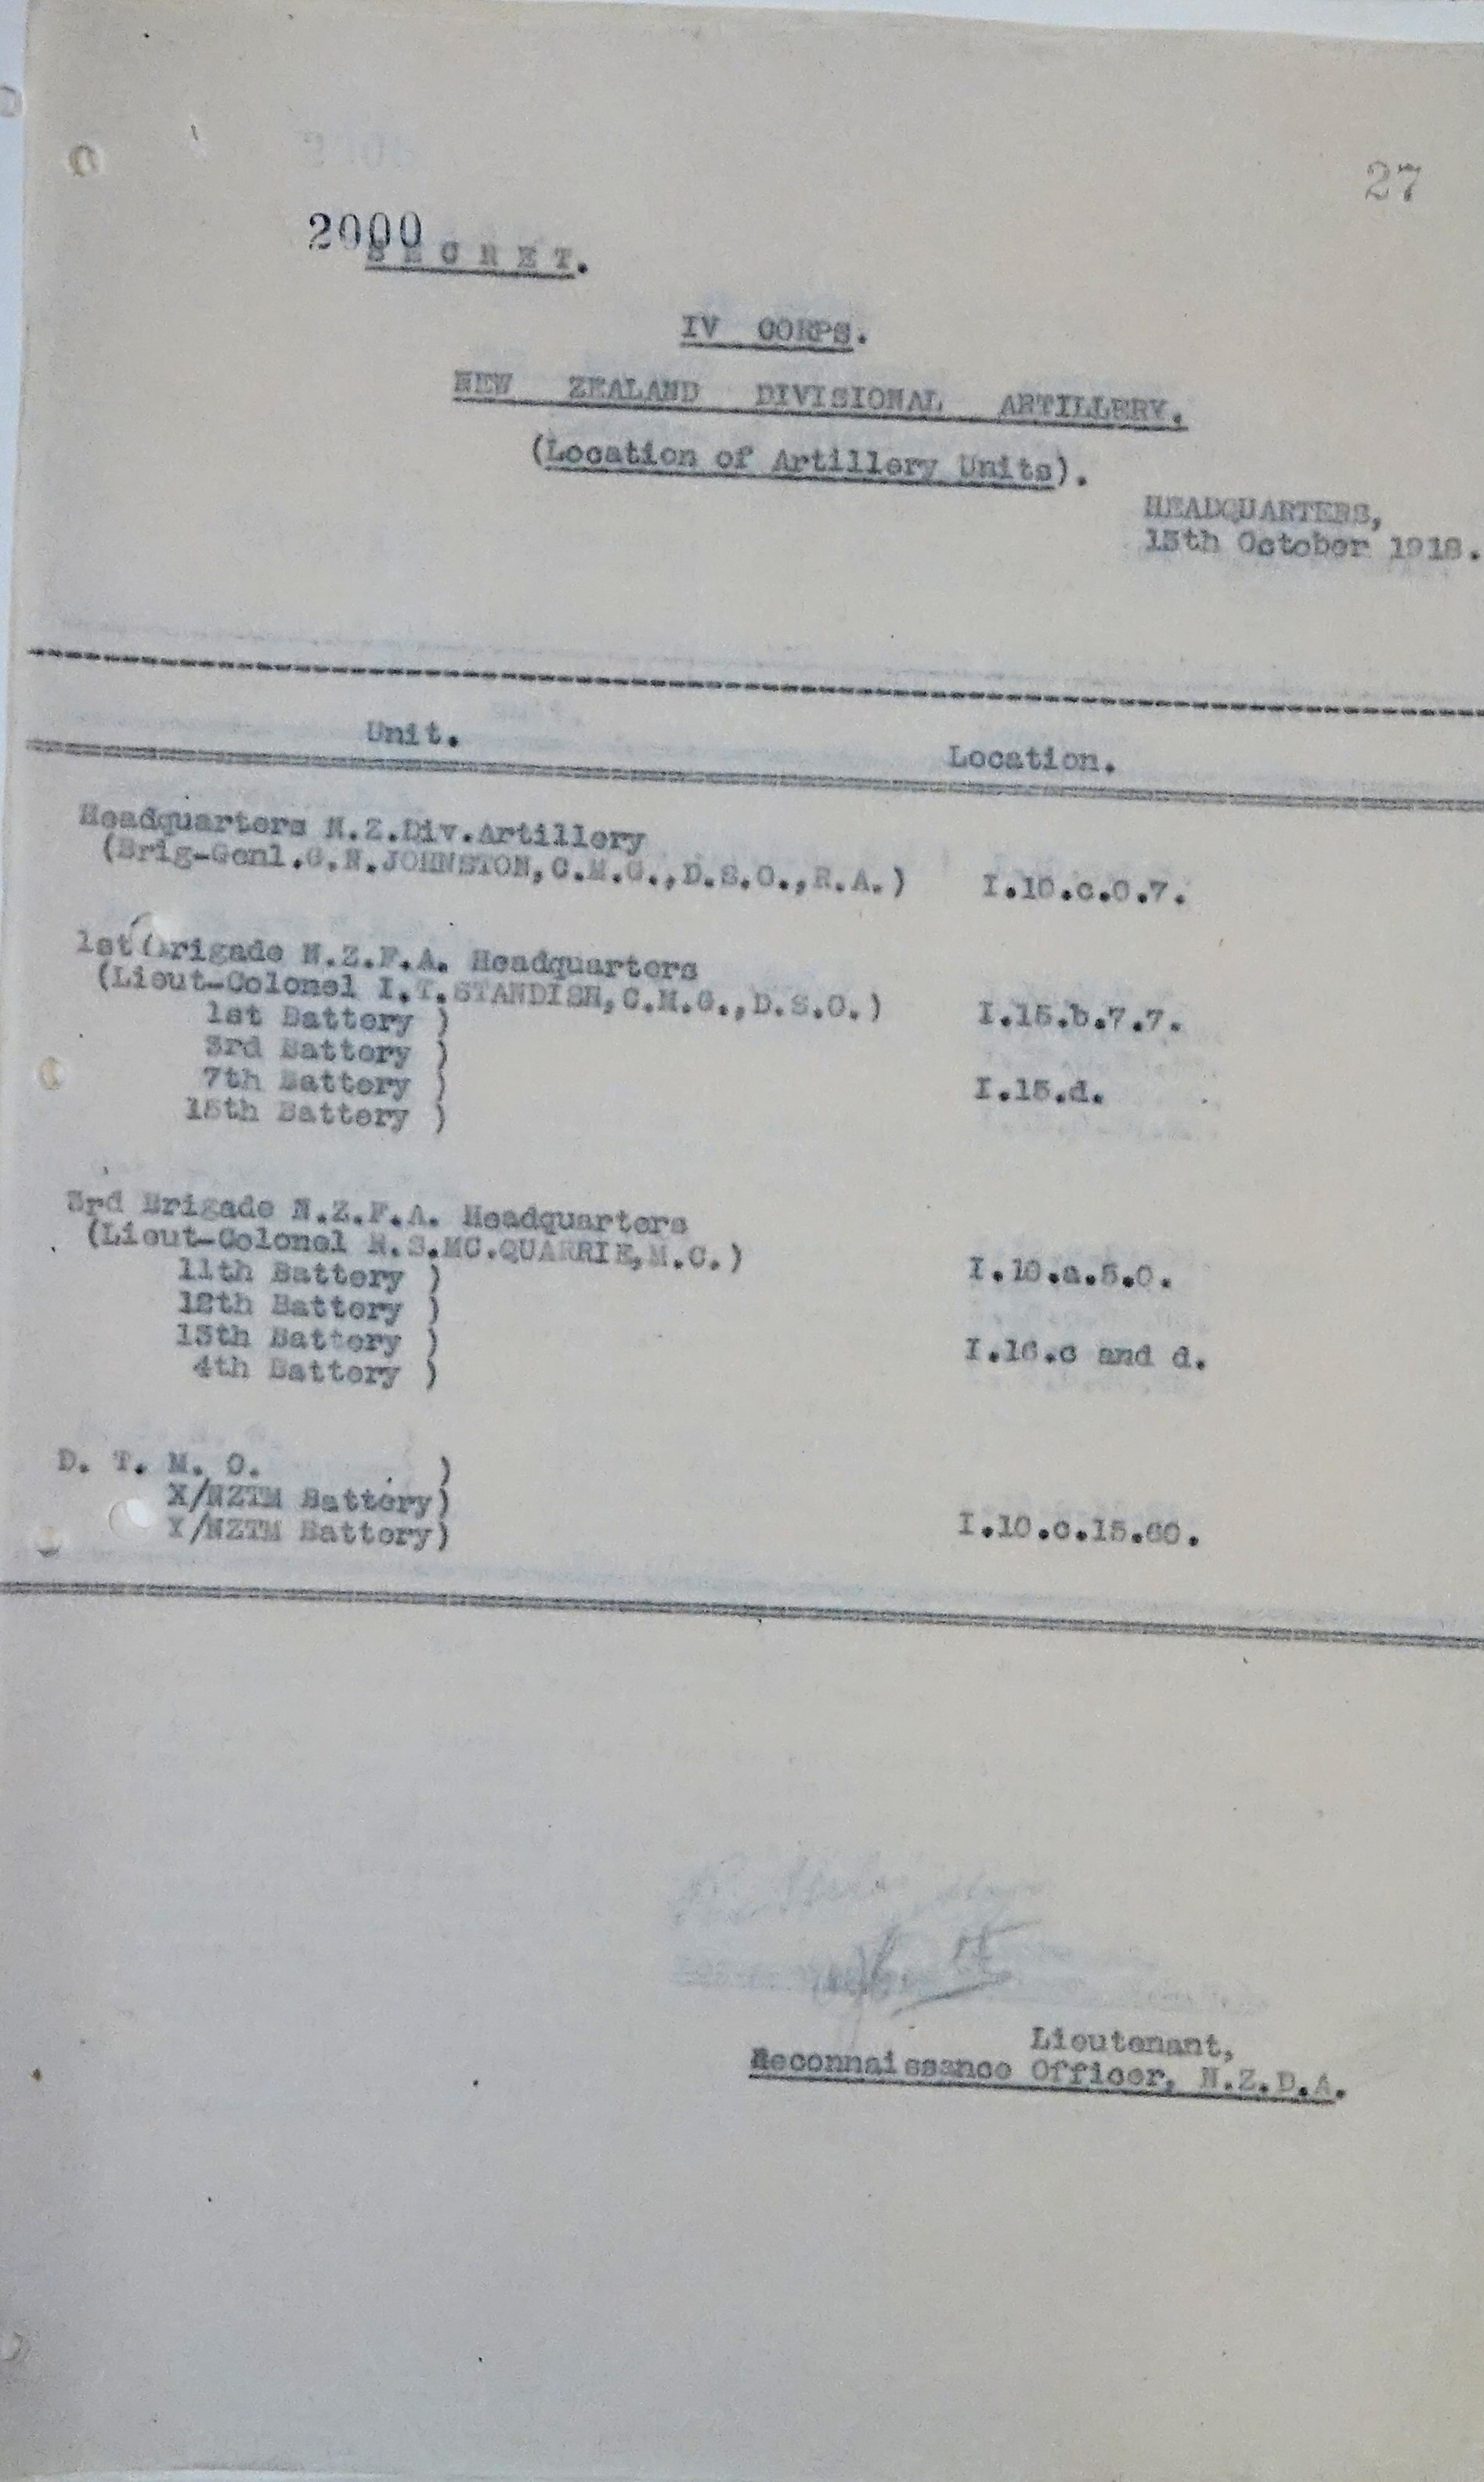 27
2000
SECRET.
IV CORPS.
NEW ZEALAND DIVISIONAL ARTILLERY.
(Location of Artillery Units).
HEADQUARTERS,
15th October 1918.
Unit. Location.
Headquarters N.Z.Div.Artillery
(Brig-Genl.G.N.JOHNSTON,C.M.G.,D.S.O.,R.A.) I.10.c.0.7.
1st Brigade N.Z.F.A. Headquarters
(Lieut-Colonel I.T.STANDISH,C.M.G.,D.S.O.) I.15.b.7.7.
1st Battery )
3rd Battery )
7th Battery ) I.15.d.
15th Battery )
3rd Brigade N.Z.F.A. Headquarters
(Lieut-Colonel R.S.MC.QUARRIE,M.C.) I.10.a.5.0.
11th Battery )
12th Battery )
13th Battery ) I.16.c and d.
4th Battery )
D. T. M. O. )
X/NZTM Battery)
Y/NZTM Battery) I.10.c.15.60.
Lieutenant,
Reconnaissance Officer, N.Z.D.A.